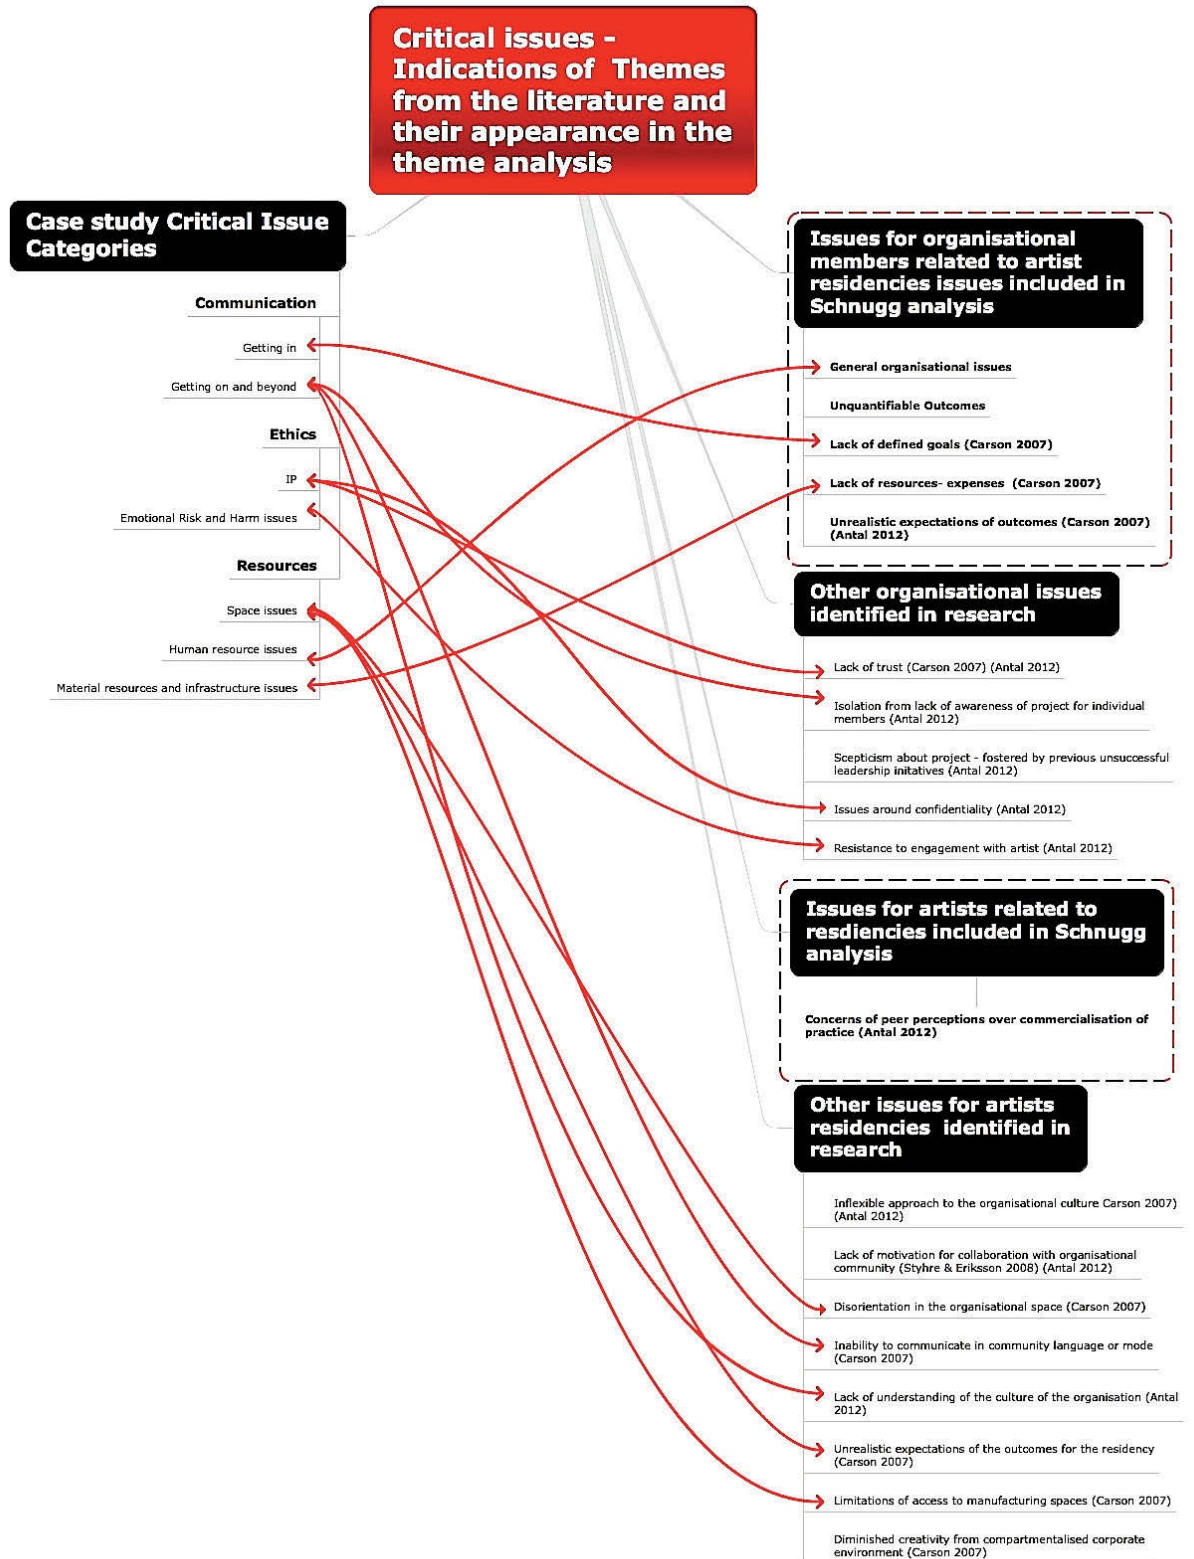 Critical issues -
Indications of  Themes
from the literature and
their appearance in the
theme analysis
Case study Critical Issue
Categories
Communication
Getting in
Getting on and beyond
Ethics
IP
Emotional Risk and Harm issues
Resources
Space issues
Human resource issues
Material resources and infrastructure issues
Issues for organisational
members related to artist
residencies issues included in
Schnugg analysis
General organisational issues
Unquantifiable Outcomes
Lack of defined goals (Carson 2007)
Lack of resources- expenses  (Carson 2007)
Unrealistic expectations of outcomes (Carson 2007)
(Antal 2012)
Other organisational issues
identified in research
Lack of trust (Carson 2007) (Antal 2012)
Isolation from lack of awareness of project for individual
members (Antal 2012)
Scepticism about project - fostered by previous unsuccessful
leadership initatives (Antal 2012)
Issues around confidentiality (Antal 2012)
Resistance to engagement with artist (Antal 2012)
Issues for artists related to
resdiencies included in Schnugg
analysis
Concerns of peer perceptions over commercialisation of
practice (Antal 2012)
Other issues for artists
residencies  identified in
research
Inflexible approach to the organisational culture Carson 2007)
(Antal 2012)
Lack of motivation for collaboration with organisational
community (Styhre & Eriksson 2008) (Antal 2012)
Disorientation in the organisational space (Carson 2007)
Inability to communicate in community language or mode
(Carson 2007)
Lack of understanding of the culture of the organisation (Antal
2012)
Unrealistic expectations of the outcomes for the residency
(Carson 2007)
Limitations of access to manufacturing spaces (Carson 2007)
Diminished creativity from compartmentalised corporate
environment (Carson 2007)